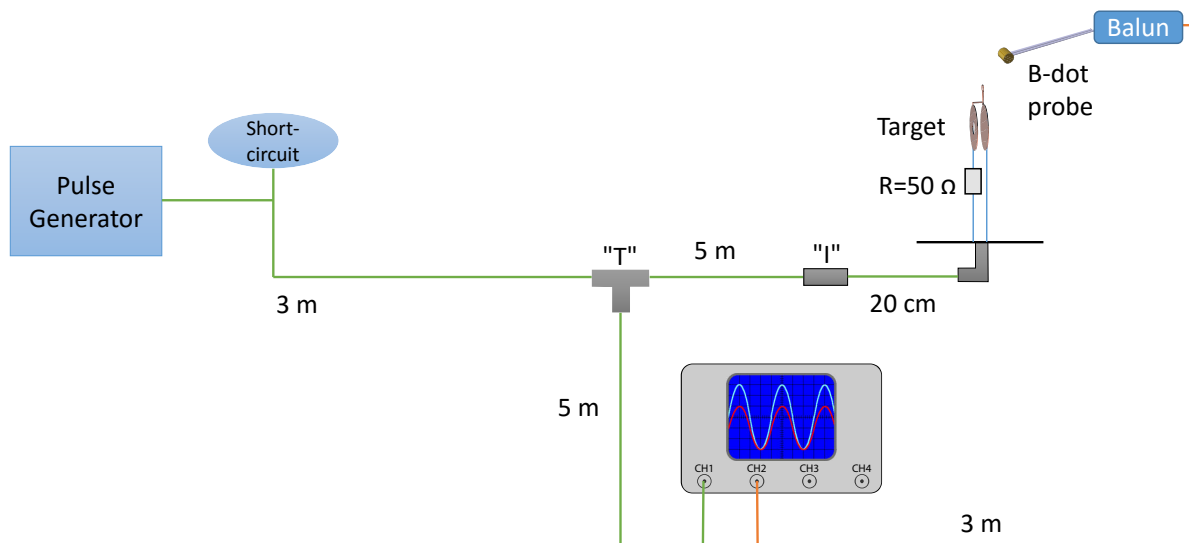 Balun
B-dot
probe
Short-
circuit
Target
Pulse
Generator
R=50 Ω
"T"
5 m
"I"
3 m
20 cm
5 m
CH1
CH2
CH3
CH4
3 m